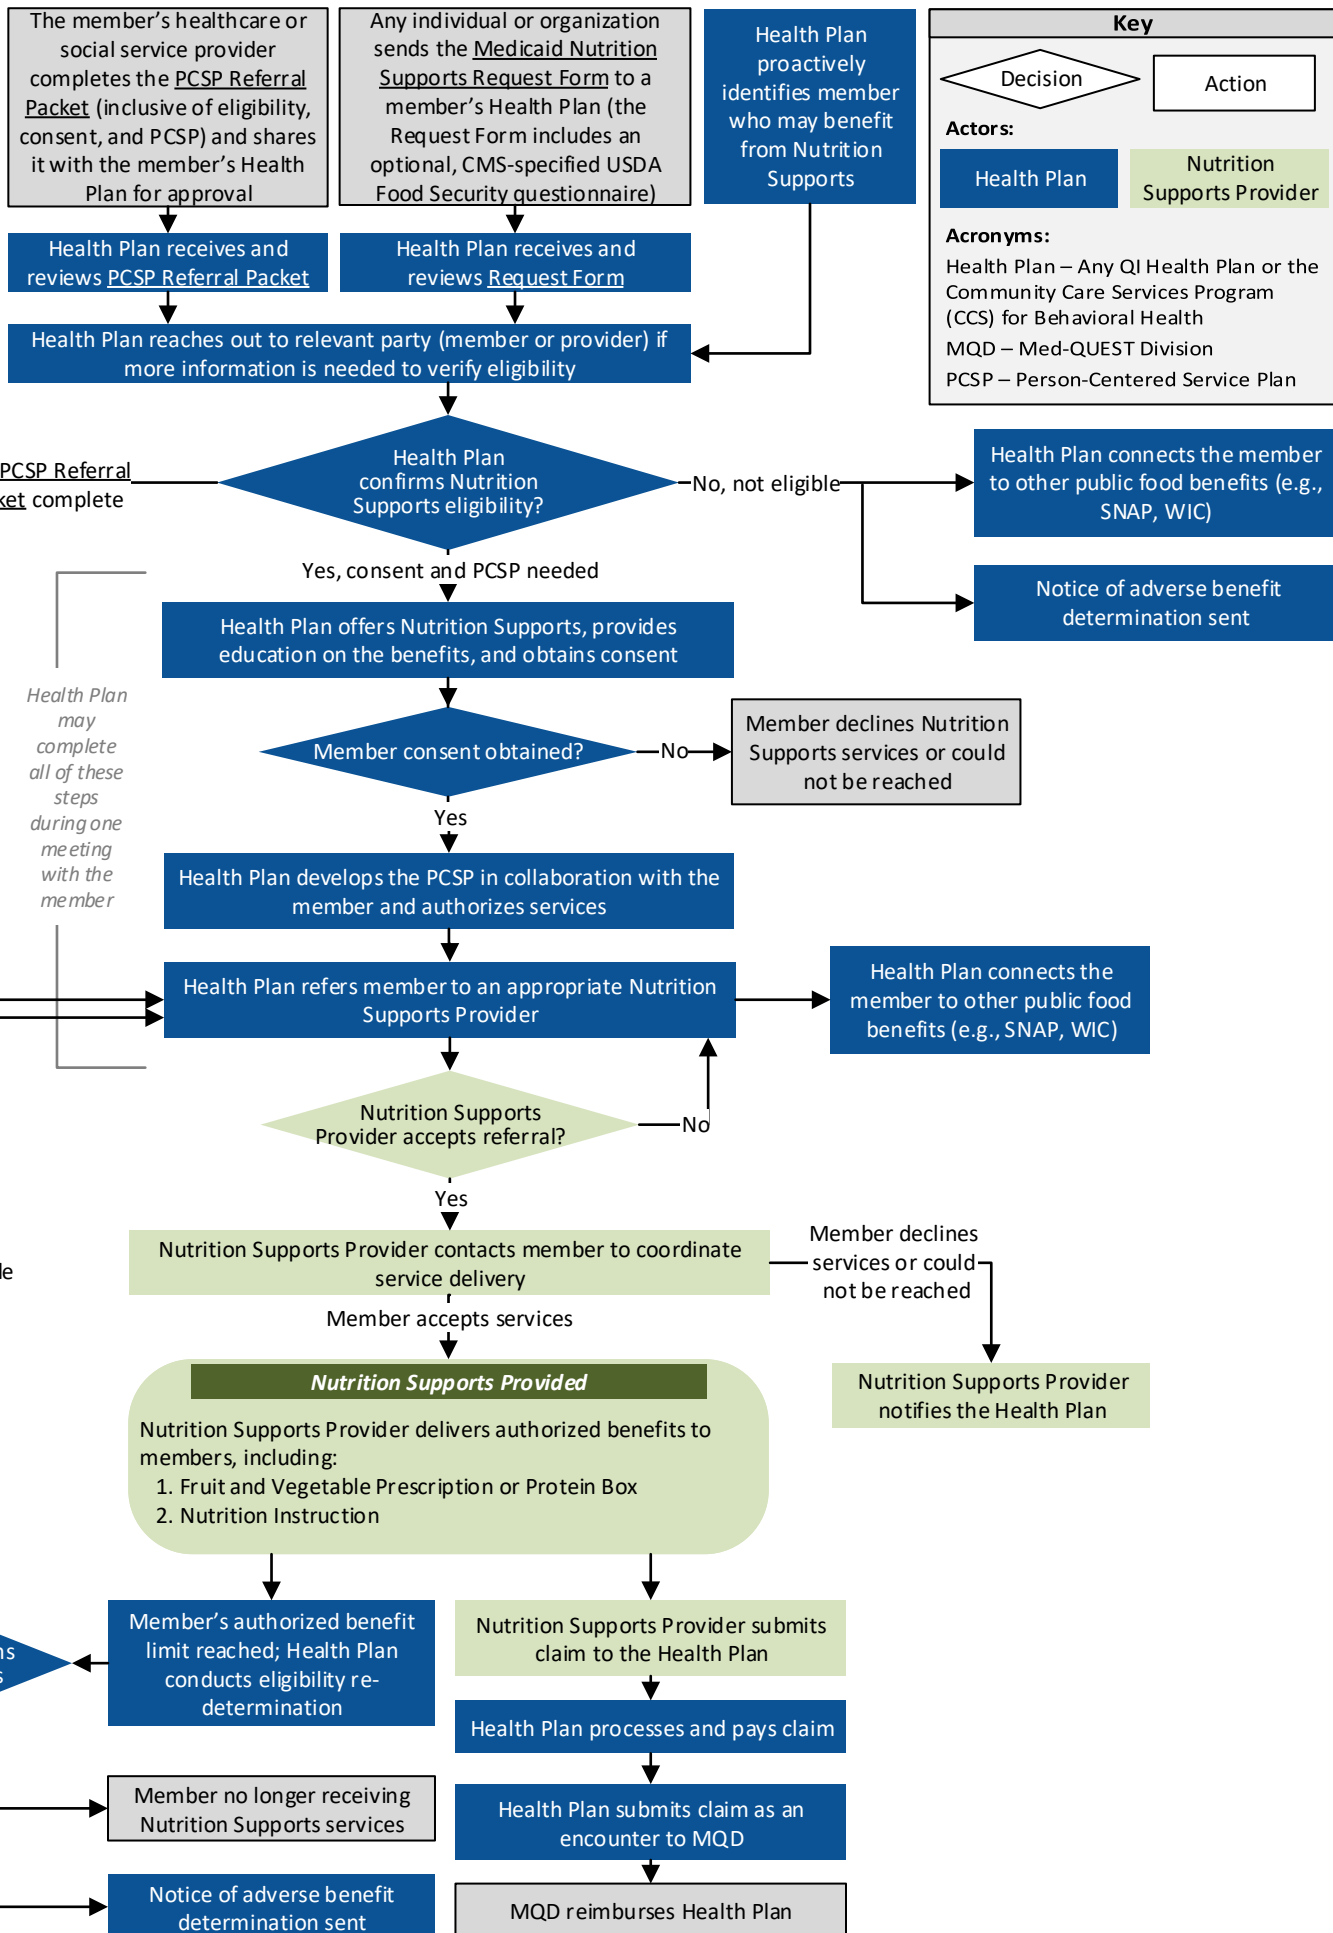 The member's healthcare or
social service provider
completes the PCSP Referral
Packet (inclusive of eligibility,
consent, and PCSP) and shares
it with the member's Health
Plan for approval
Any individual or organization
sends the Medicaid Nutrition
Supports Request Form to a
member's Health Plan (the
Request Form includes an
optional, CMS-specified USDA
Food Security questionnaire)
Health Plan
proactively
identifies member
who may benefit
from Nutrition
Supports
Key
Decision
Action
Actors:
Health Plan
Nutrition
Supports Provider
Acronyms:
Health Plan – Any QI Health Plan or the
Community Care Services Program
(CCS) for Behavioral Health
MQD – Med-QUEST Division
PCSP – Person-Centered Service Plan
Health Plan receives and
reviews PCSP Referral Packet
Health Plan receives and
reviews Request Form
Health Plan reaches out to relevant party (member or provider) if
more information is needed to verify eligibility
PCSP Referral
ket complete
Health Plan
confirms Nutrition
Supports eligibility?
No, not eligible
Health Plan connects the member
to other public food benefits (e.g.,
SNAP, WIC)
Notice of adverse benefit
determination sent
Yes, consent and PCSP needed
Health Plan offers Nutrition Supports, provides
education on the benefits, and obtains consent
Health Plan
may
complete
all of these
steps
during one
meeting
with the
member
Member consent obtained?
No
Member declines Nutrition
Supports services or could
not be reached
Yes
Health Plan develops the PCSP in collaboration with the
member and authorizes services
Health Plan refers member to an appropriate Nutrition
Supports Provider
Health Plan connects the
member to other public food
benefits (e.g., SNAP, WIC)
Nutrition Supports
Provider accepts referral?
No
Yes
Nutrition Supports Provider contacts member to coordinate
service delivery
Member declines
services or could
not be reached
le
Member accepts services
Nutrition Supports Provider
notifies the Health Plan
Nutrition Supports Provided
Nutrition Supports Provider delivers authorized benefits to
members, including:
1. Fruit and Vegetable Prescription or Protein Box
2. Nutrition Instruction
ns
s
Member's authorized benefit
limit reached; Health Plan
conducts eligibility re-
determination
Nutrition Supports Provider submits
claim to the Health Plan
Health Plan processes and pays claim
Member no longer receiving
Nutrition Supports services
Health Plan submits claim as an
encounter to MQD
Notice of adverse benefit
determination sent
MQD reimburses Health Plan